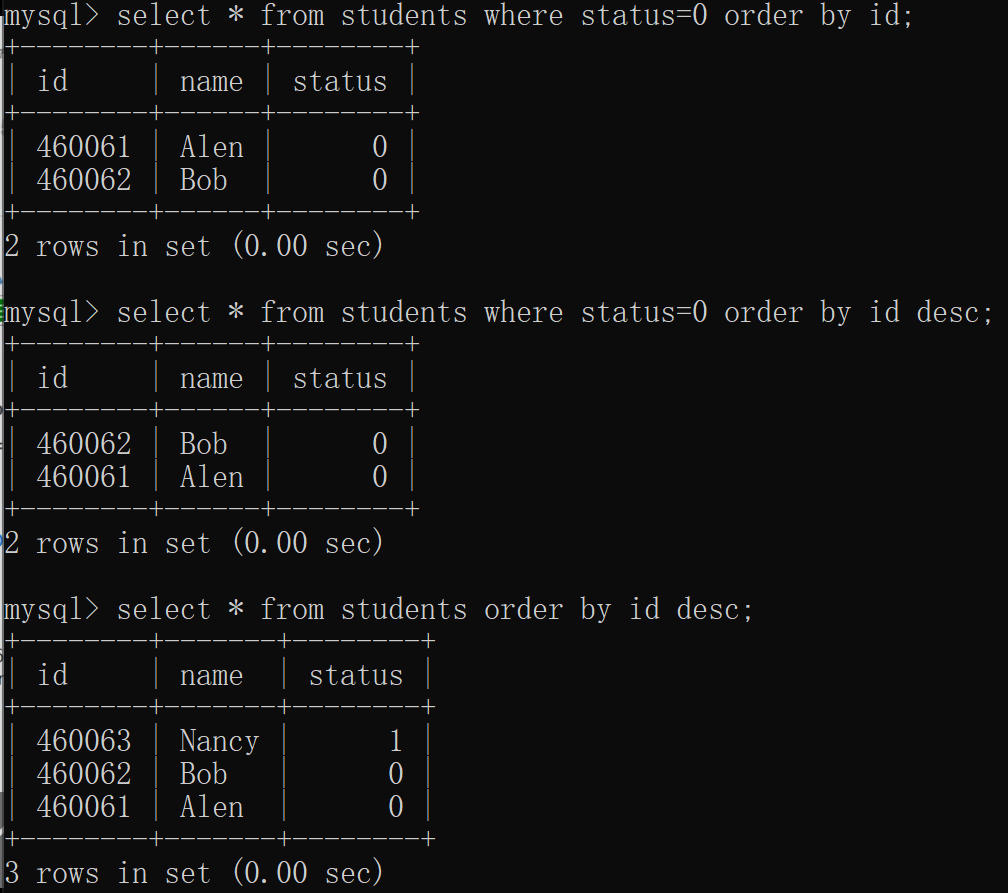 mysql> select * from students where status=0 order by id;
+--------+------+--------+
| id     | name | status |
+--------+------+--------+
| 460061 | Alen |      0 |
| 460062 | Bob  |      0 |
+--------+------+--------+
2 rows in set (0.00 sec)
mysql> select * from students where status=0 order by id desc;
+--------+------+--------+
| id     | name | status |
+--------+------+--------+
| 460062 | Bob  |      0 |
| 460061 | Alen |      0 |
+--------+------+--------+
2 rows in set (0.00 sec)
mysql> select * from students order by id desc;
+--------+-------+--------+
| id     | name  | status |
+--------+-------+--------+
| 460063 | Nancy |      1 |
| 460062 | Bob   |      0 |
| 460061 | Alen  |      0 |
+--------+-------+--------+
3 rows in set (0.00 sec)